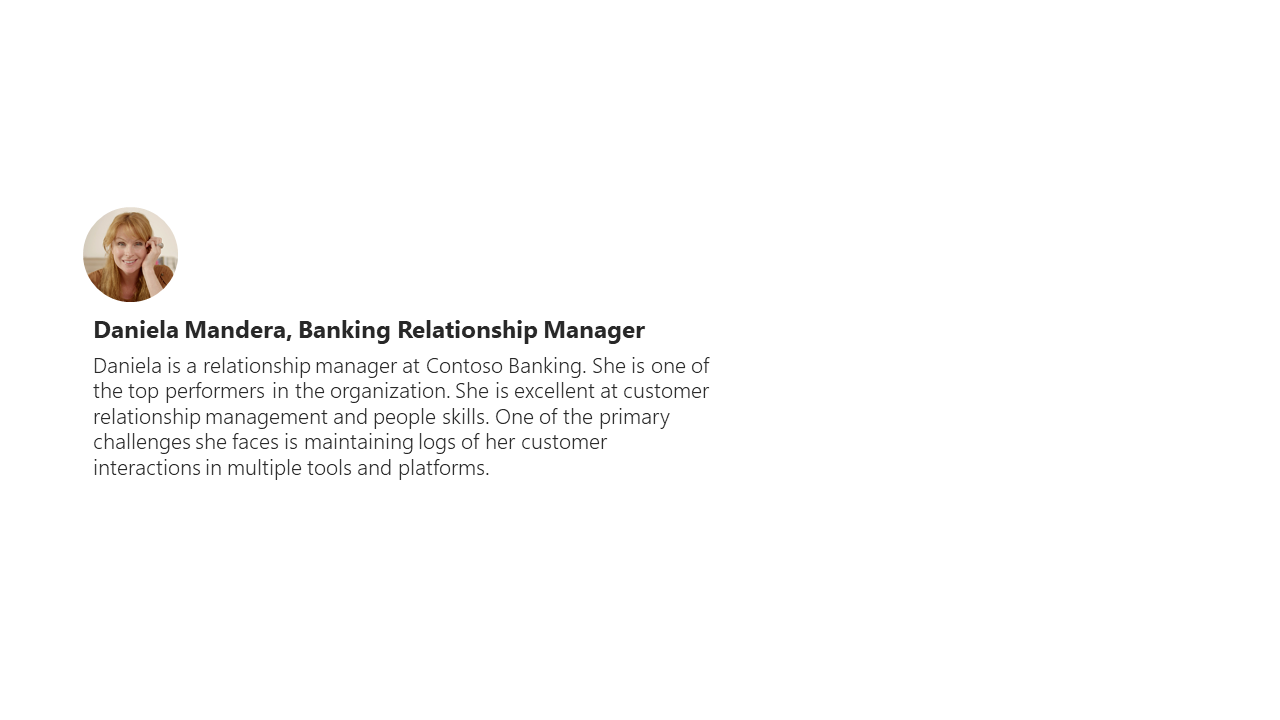 Daniela Mandera, Banking Relationship Manager
Daniela is a relationship manager at Contoso Banking. She is one of
the top performers in the organization. She is excellent at customer
relationship management and people skills. One of the primary
challenges she faces is maintaining logs of her customer
interactions in multiple tools and platforms.